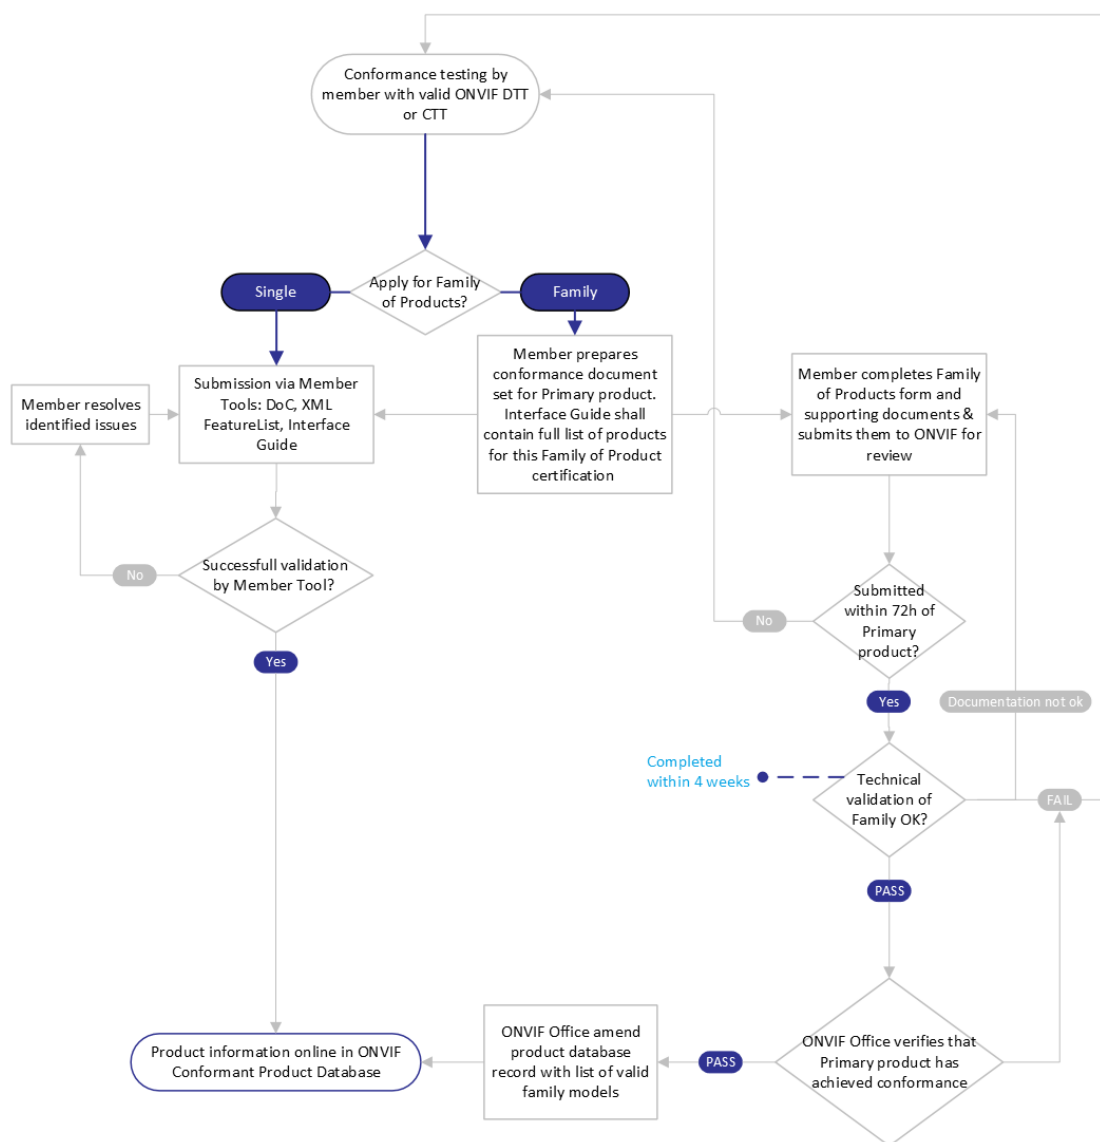 Conformance testing by
member with valid ONVIF DTT
or CTT
Apply for Family
of Products?
Single
Family
Submission via Member
Tools: DoC, XML
FeatureList, Interface
Guide
Member resolves
identified issues
Member prepares
conformance document
set for Primary product.
Interface Guide shall
contain full list of products
for this Family of Product
certification
Member completes Family
of Products form and
supporting documents &
submits them to ONVIF for
review
Successfull validation
by Member Tool?
No
Yes
Submitted
within 72h of
Primary
product?
No
Yes
Documentation not ok
Completed
within 4 weeks
Technical
validation of
Family OK?
FAIL
PASS
ONVIF Office verifies that
Primary product has
achieved conformance
PASS
ONVIF Office amend
product database
record with list of valid
family models
Product information online in ONVIF
Conformant Product Database